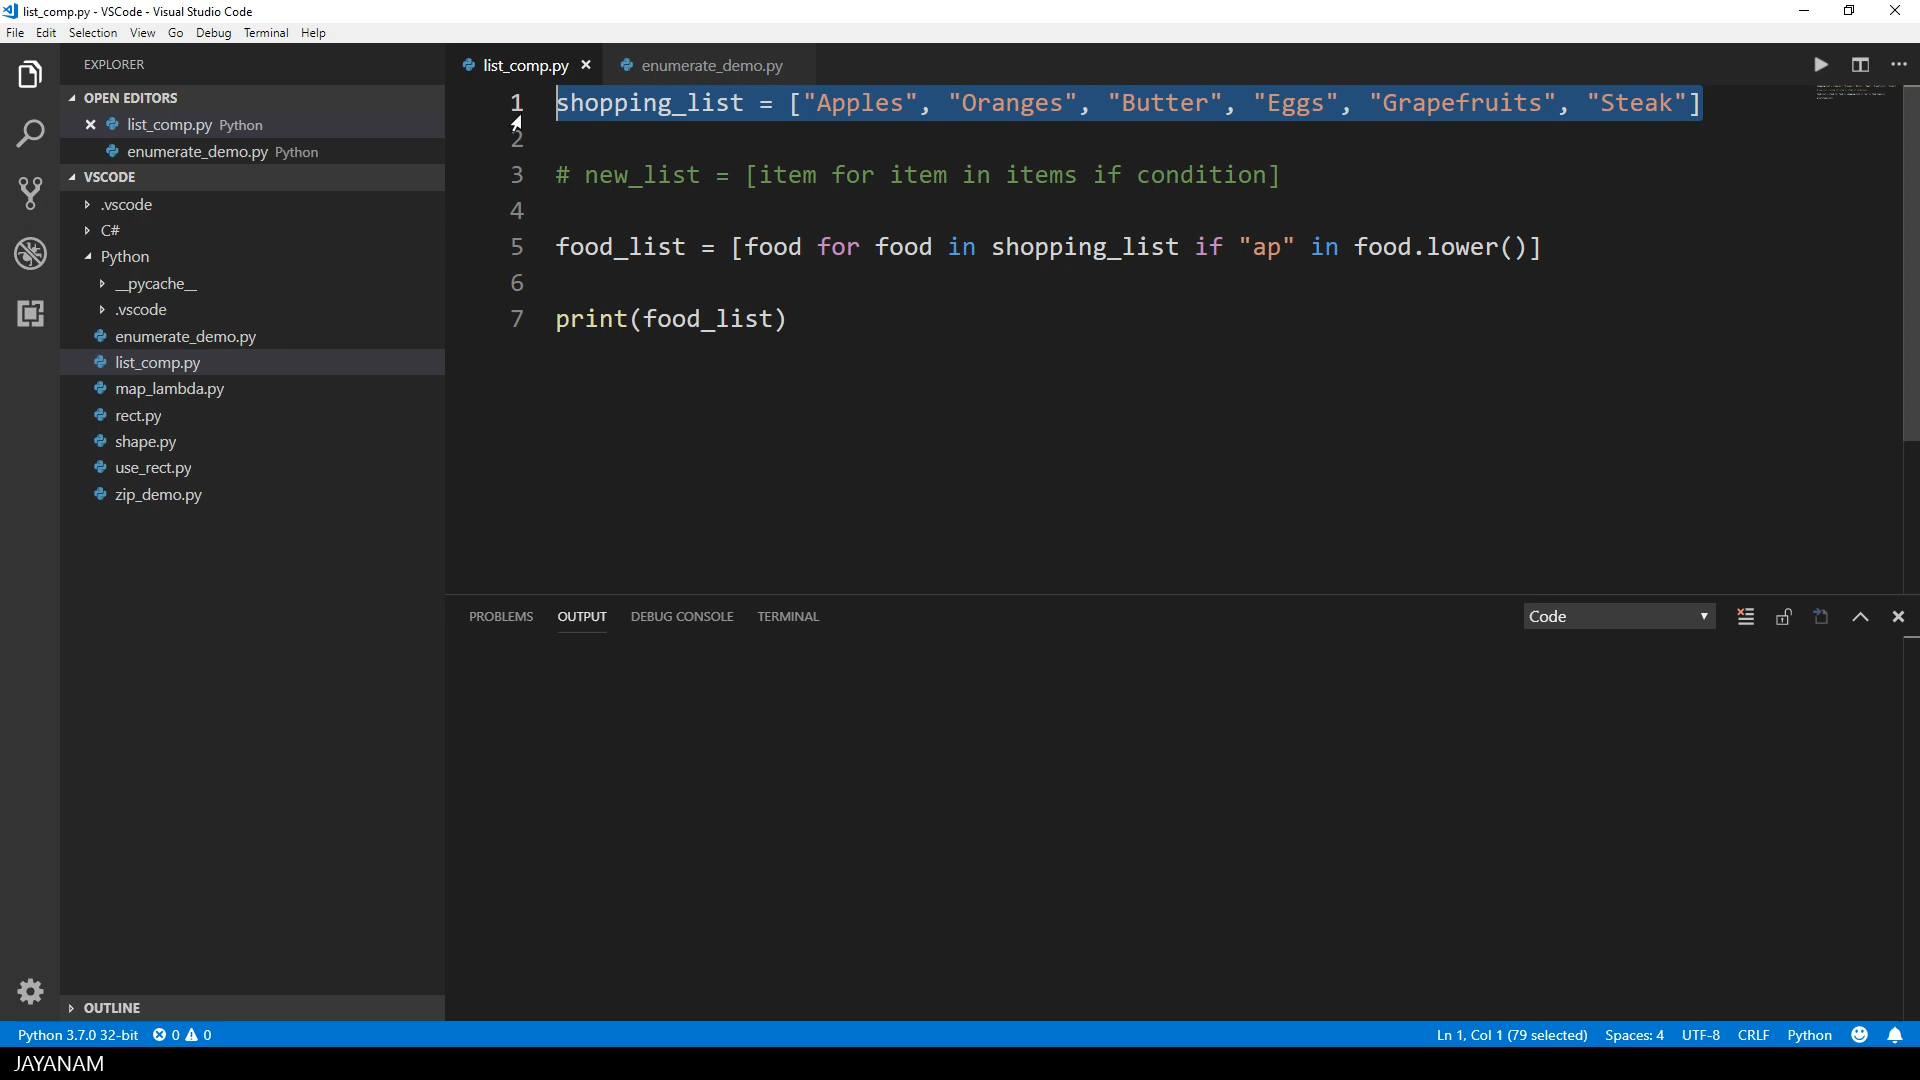 list_comp.py - VSCode - Visual Studio Code
File Edit Selection View Go Debug Terminal Help
EXPLORER
OPEN EDITORS
list_comp.py Python
enumerate_demo.py Python
VSCODE
.vscode
C#
Python
__pycache__
.vscode
enumerate_demo.py
list_comp.py
map_lambda.py
rect.py
shape.py
use_rect.py
zip_demo.py
OUTLINE
list_comp.py enumerate_demo.py
1 shopping_list = ["Apples", "Oranges", "Butter", "Eggs", "Grapefruits", "Steak"]
2
3 # new_list = [item for item in items if condition]
4
5 food_list = [food for food in shopping_list if "ap" in food.lower()]
6
7 print(food_list)
PROBLEMS OUTPUT DEBUG CONSOLE TERMINAL Code
Python 3.7.0 32-bit 0 0 Ln 1, Col 1 (79 selected) Spaces: 4 UTF-8 CRLF Python
JAYANAM